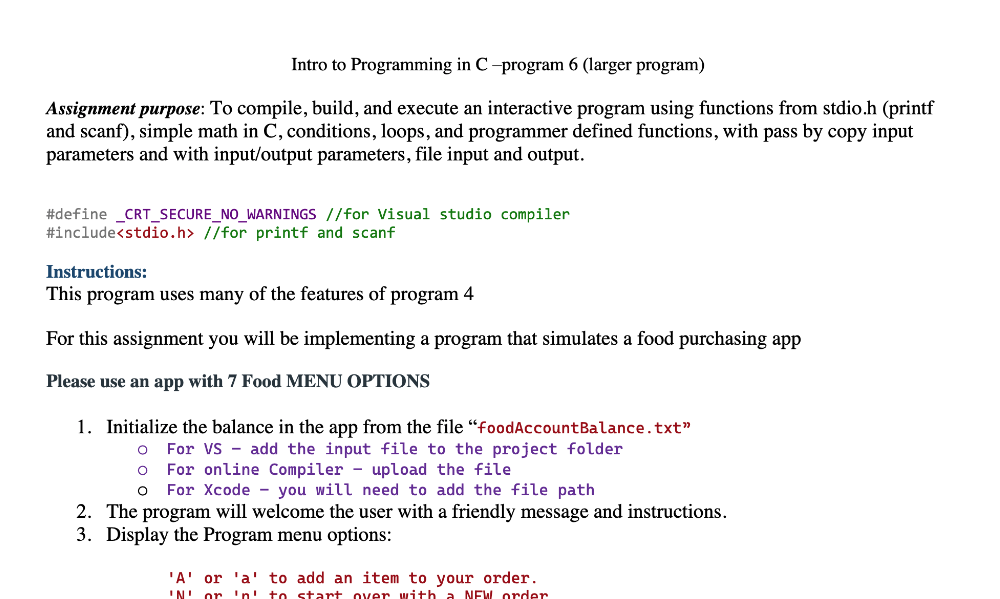 Intro to Programming in C –program 6 (larger program)
Assignment purpose: To compile, build, and execute an interactive program using functions from stdio.h (printf
and scanf), simple math in C, conditions, loops, and programmer defined functions, with pass by copy input
parameters and with input/output parameters, file input and output.
#define _CRT_SECURE_NO_WARNINGS //for Visual studio compiler
#include<stdio.h> //for printf and scanf
Instructions:
This program uses many of the features of program 4
For this assignment you will be implementing a program that simulates a food purchasing app
Please use an app with 7 Food MENU OPTIONS
1. Initialize the balance in the app from the file “foodAccountBalance.txt”
o For VS – add the input file to the project folder
o For online Compiler – upload the file
o For Xcode – you will need to add the file path
2. The program will welcome the user with a friendly message and instructions.
3. Display the Program menu options:
'A' or 'a' to add an item to your order.
'N' or 'n' to start over with a NEW order